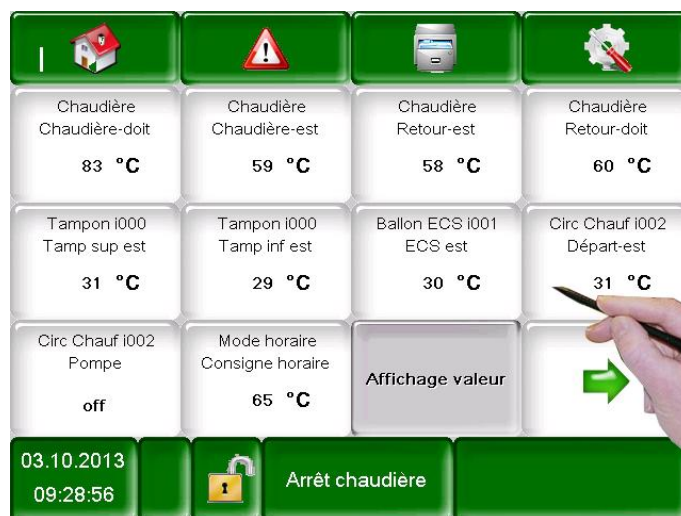 Chaudière
Chaudière-doit
83 °C
Chaudière
Chaudière-est
59 °C
Chaudière
Retour-est
58 °C
Chaudière
Retour-doit
60 °C
Tampon i000
Tamp sup est
31 °C
Tampon i000
Tamp inf est
29 °C
Ballon ECS i001
ECS est
30 °C
Circ Chauf i002
Départ-est
31 °C
Circ Chauf i002
Pompe
off
Mode horaire
Consigne horaire
65 °C
Affichage valeur
03.10.2013
09:28:56
Arrêt chaudière